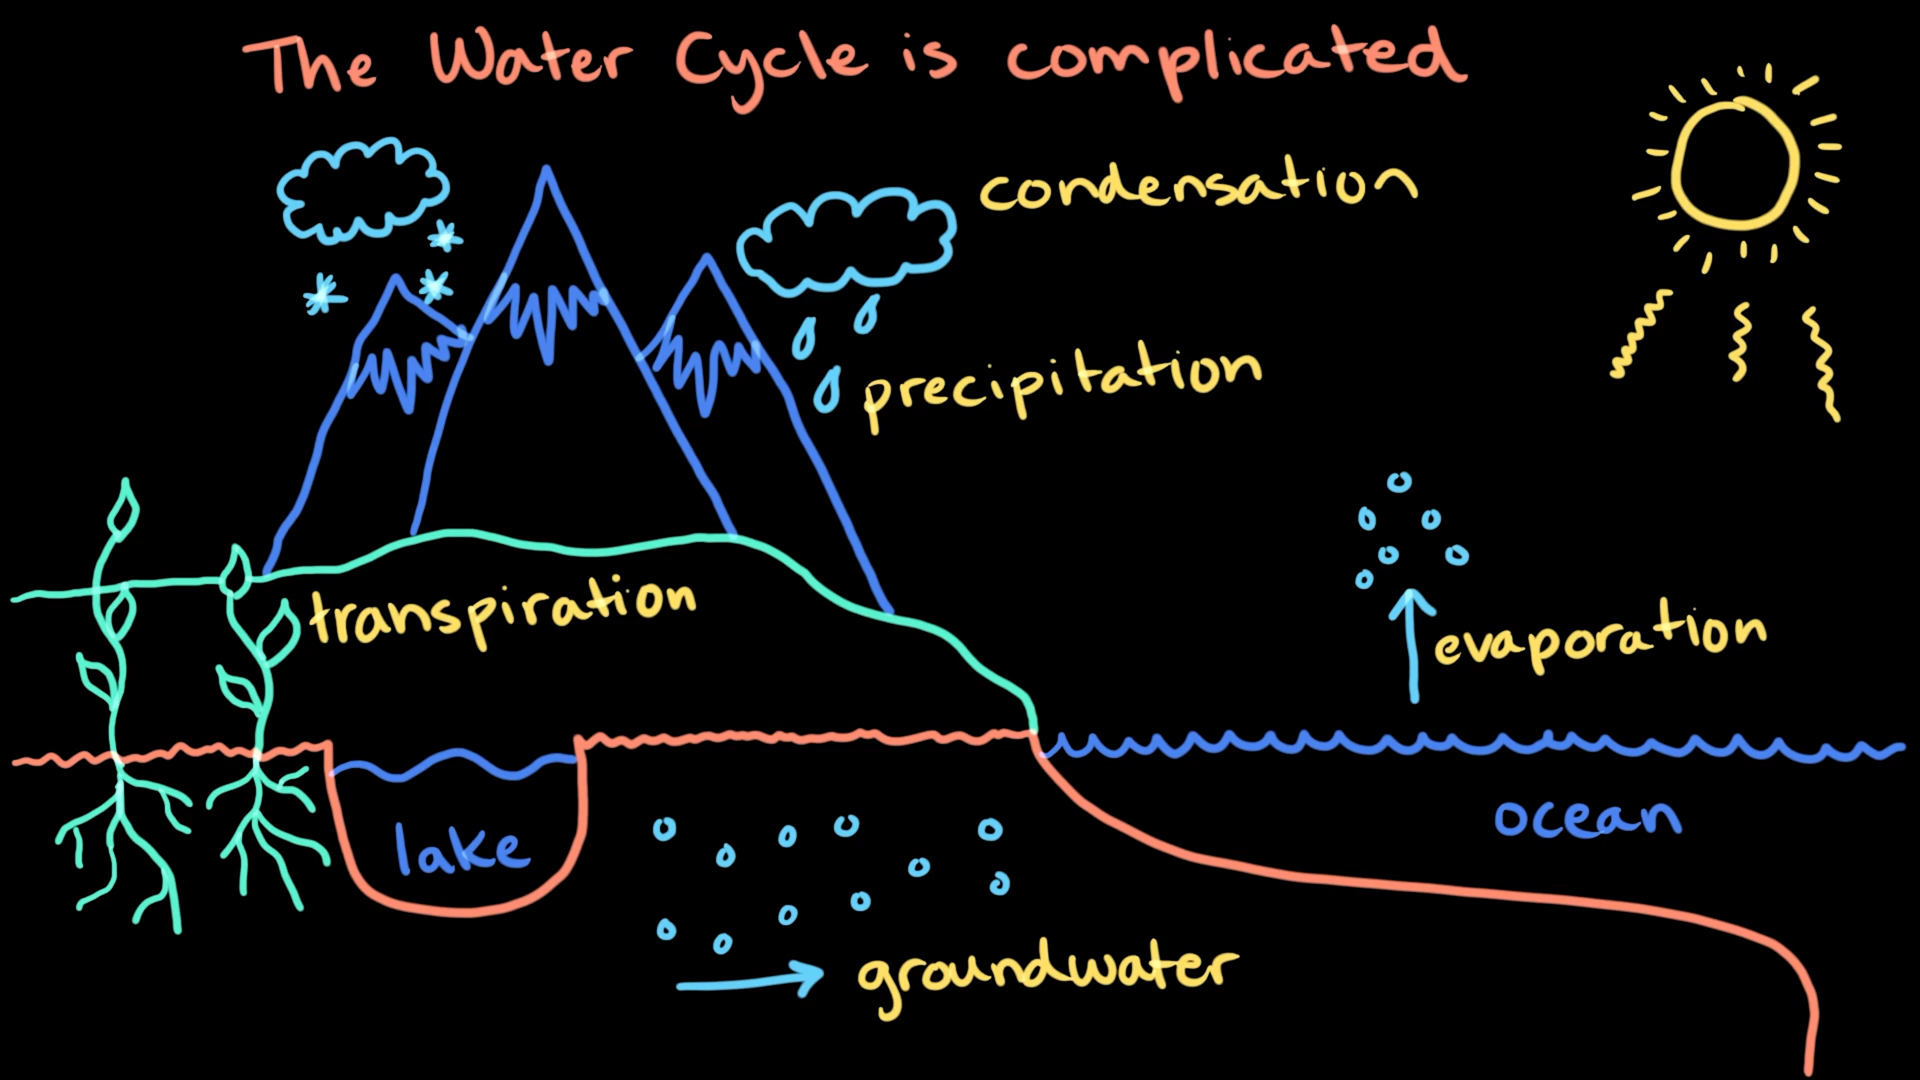 The Water Cycle is complicated
condensation
precipitation
transpiration
evaporation
ocean
lake
groundwater